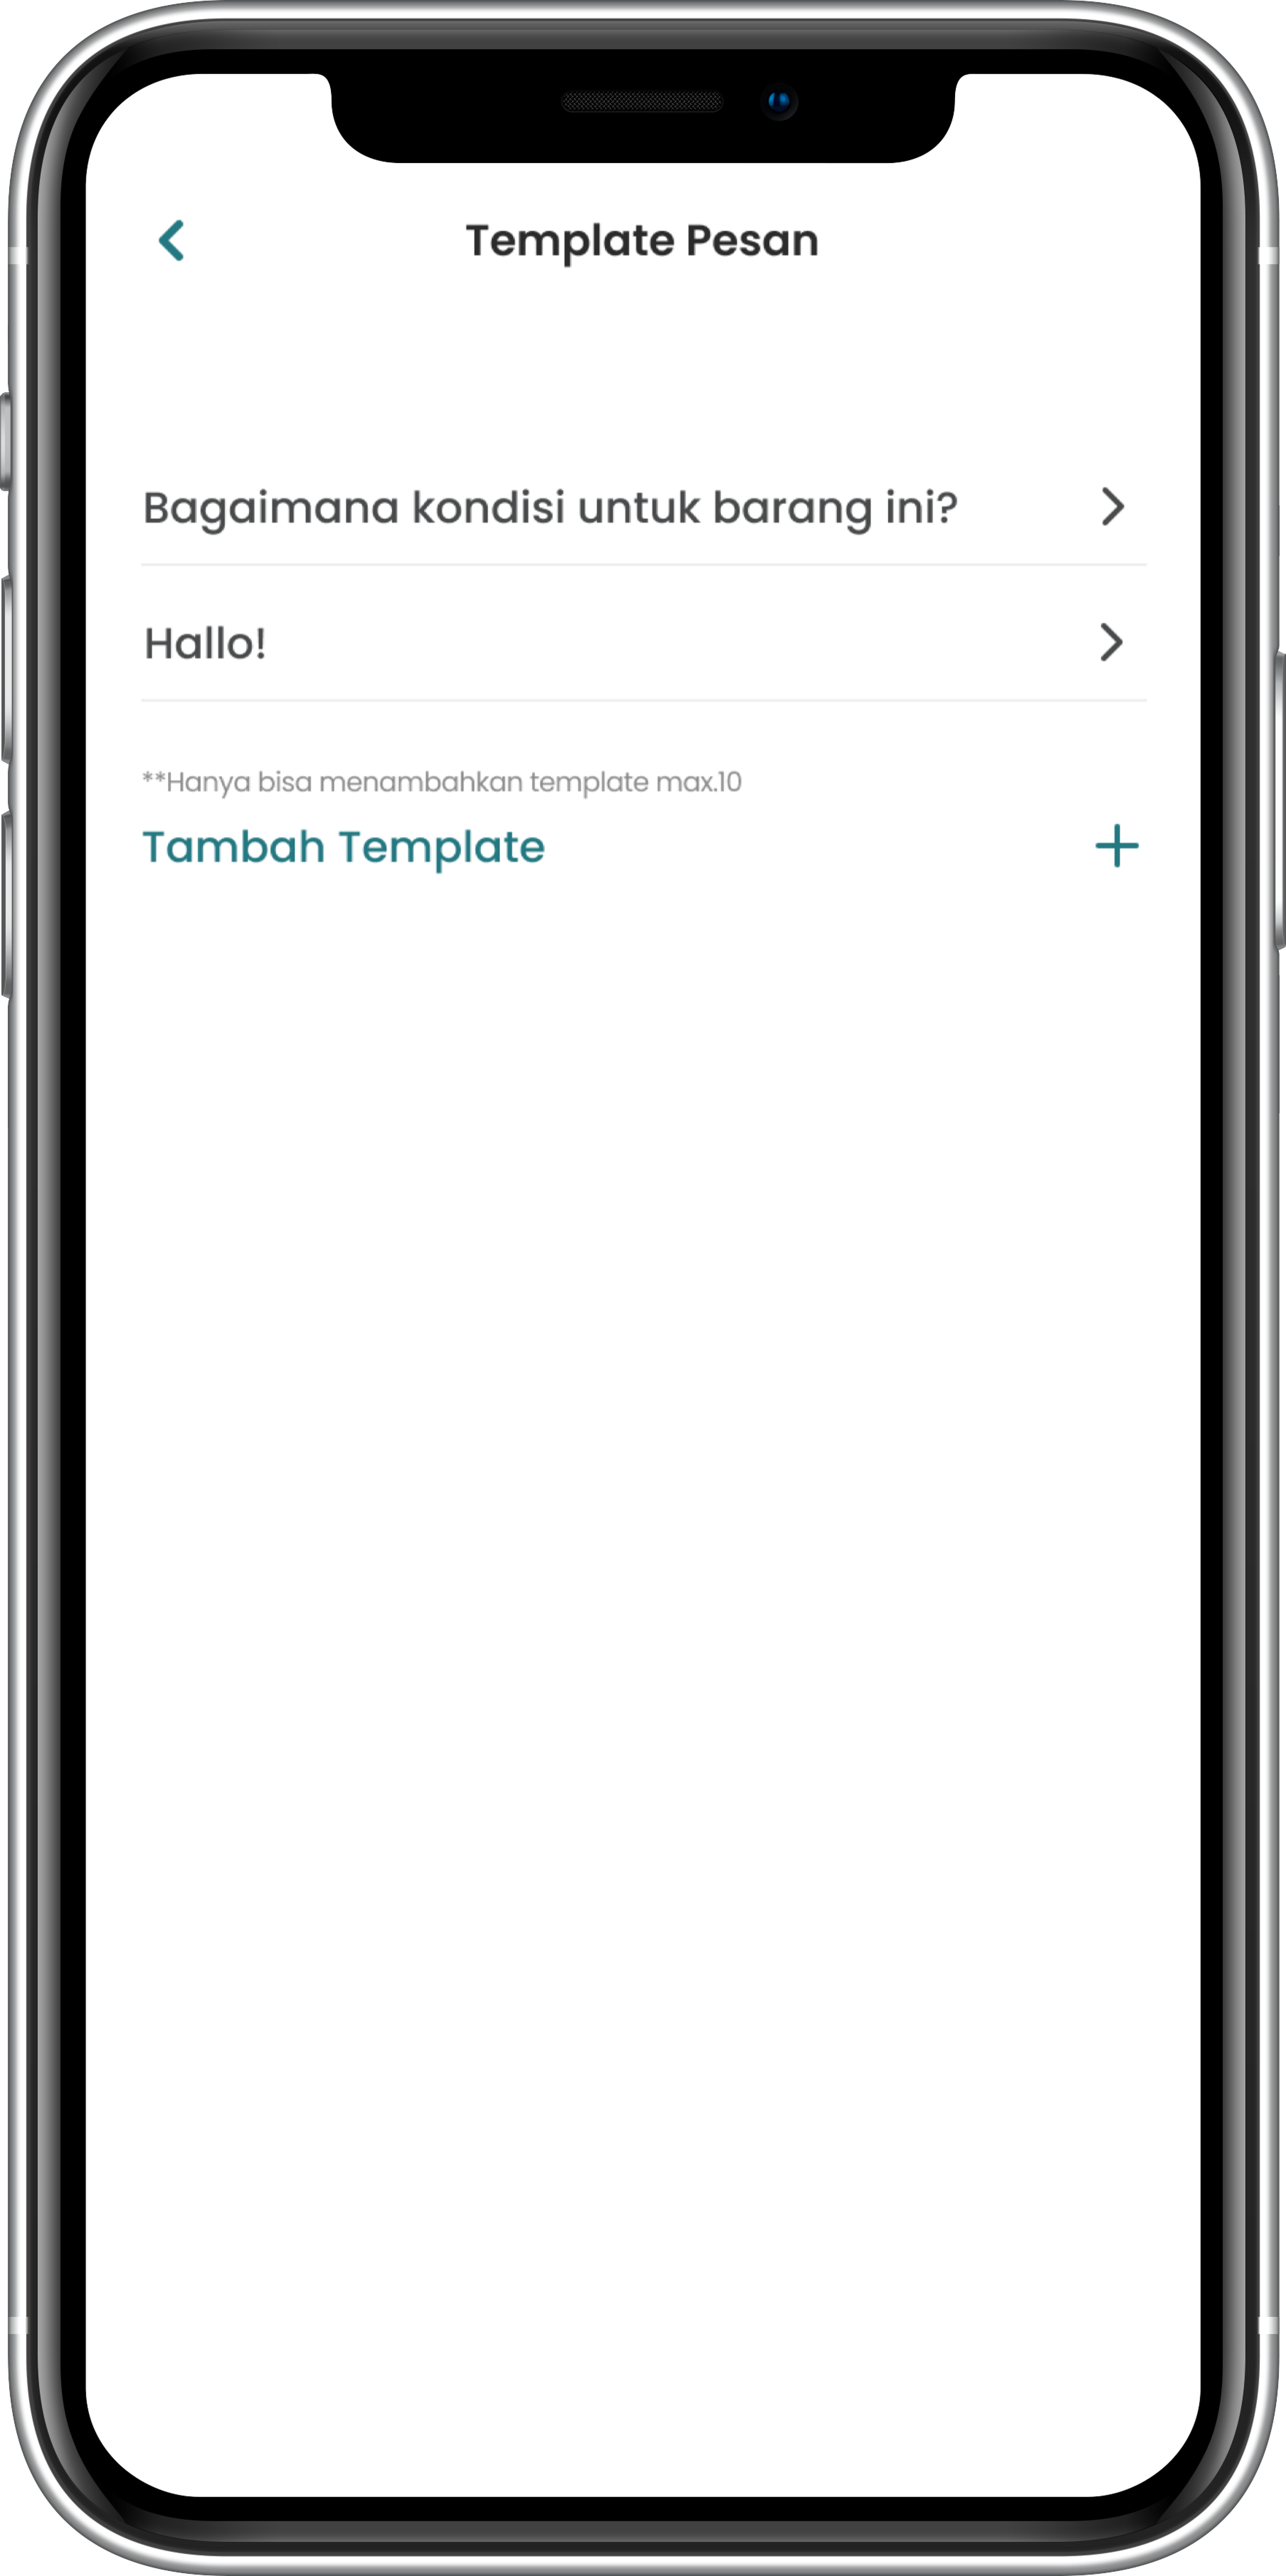 Template Pesan
Bagaimana kondisi untuk barang ini?
Hallo!
**Hanya bisa menambahkan template max.10
Tambah Template